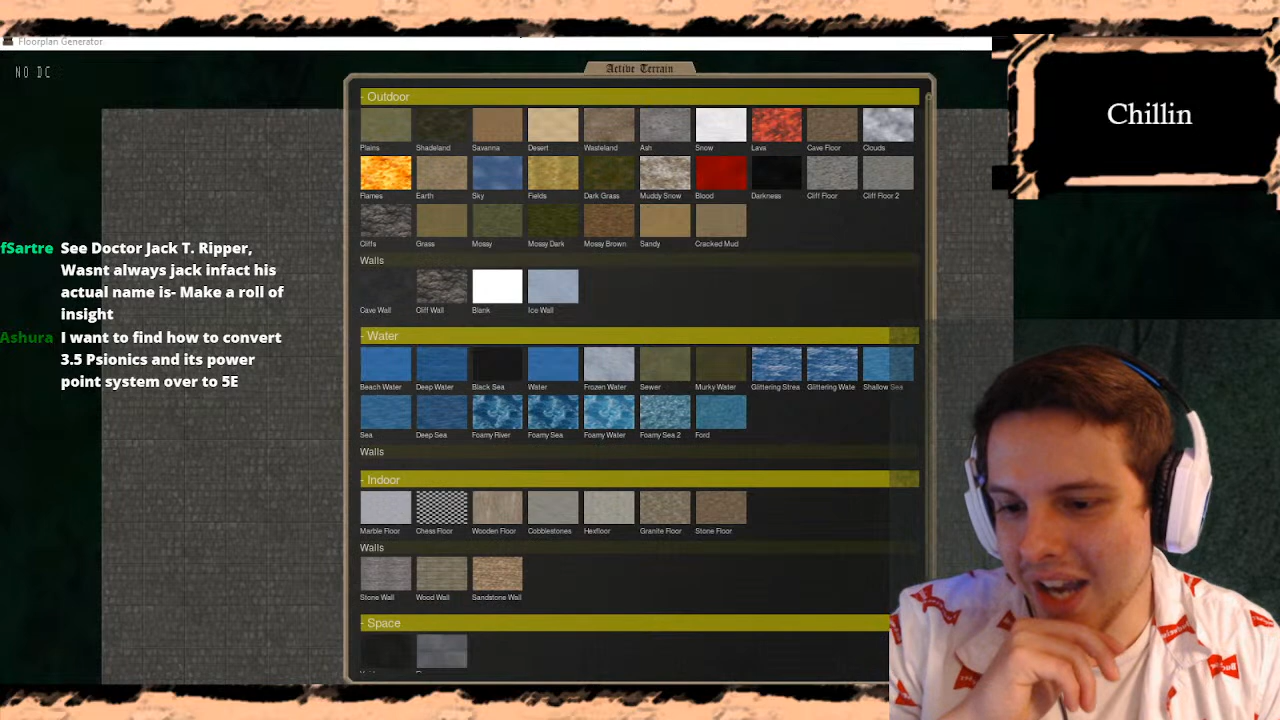 Floorplan Generator
NO DC
Active Terrain
Chillin
- Outdoor
Plains Shadeland Savanna Desert Wasteland Ash Snow Lava Cave Floor Clouds
Flames Earth Sky Fields Dark Grass Muddy Snow Blood Darkness Cliff Floor Cliff Floor 2
Cliffs Grass Mossy Mossy Dark Mossy Brown Sandy Cracked Mud
Walls
Cave Wall Cliff Wall Blank Ice Wall
- Water
Beach Water Deep Water Black Sea Water Frozen Water Sewer Murky Water Glittering Strea Glittering Wate Shallow Sea
Sea Deep Sea Foamy River Foamy Sea Foamy Water Foamy Sea 2 Ford
Walls
- Indoor
Marble Floor Chess Floor Wooden Floor Cobblestones Hexfloor Granite Floor Stone Floor
Walls
Stone Wall Wood Wall Sandstone Wall
- Space
fSartre See Doctor Jack T. Ripper,
Wasnt always jack infact his
actual name is- Make a roll of
insight
Ashura I want to find how to convert
3.5 Psionics and its power
point system over to 5E